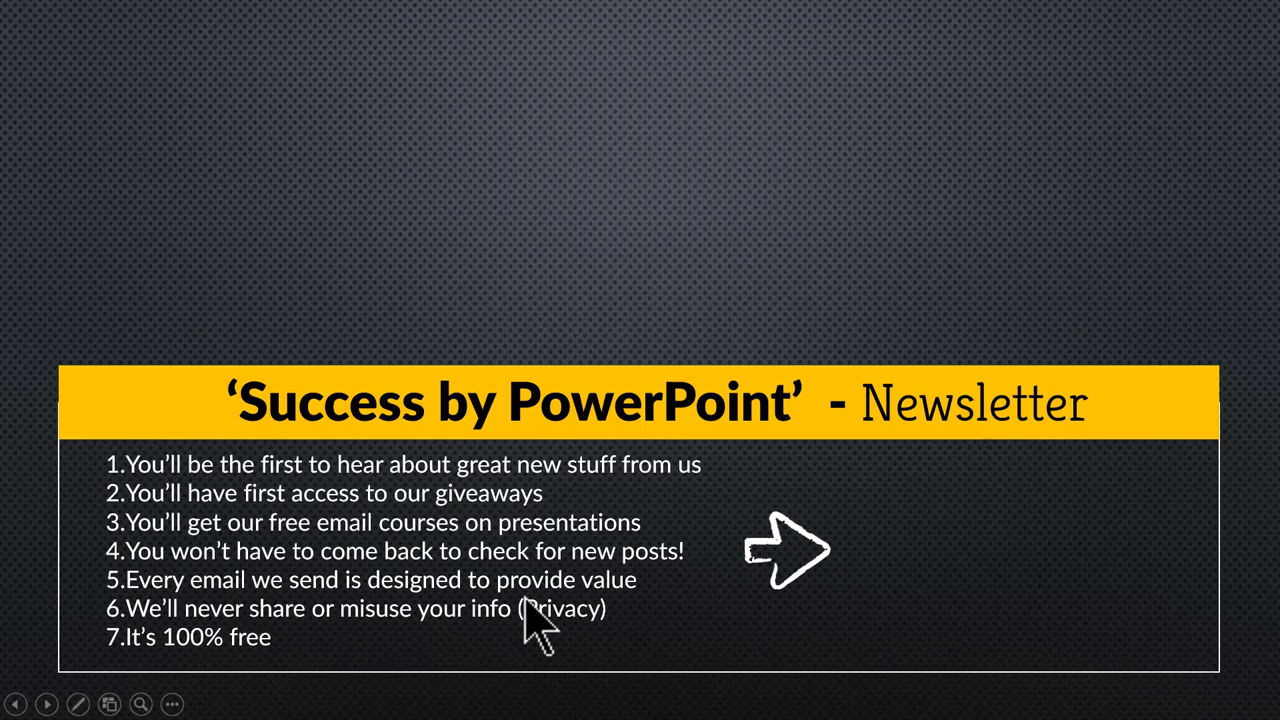 ‘Success by PowerPoint’ - Newsletter
1.You’ll be the first to hear about great new stuff from us
2.You’ll have first access to our giveaways
3.You’ll get our free email courses on presentations
4.You won’t have to come back to check for new posts!
5.Every email we send is designed to provide value
6.We’ll never share or misuse your info (Privacy)
7.It’s 100% free